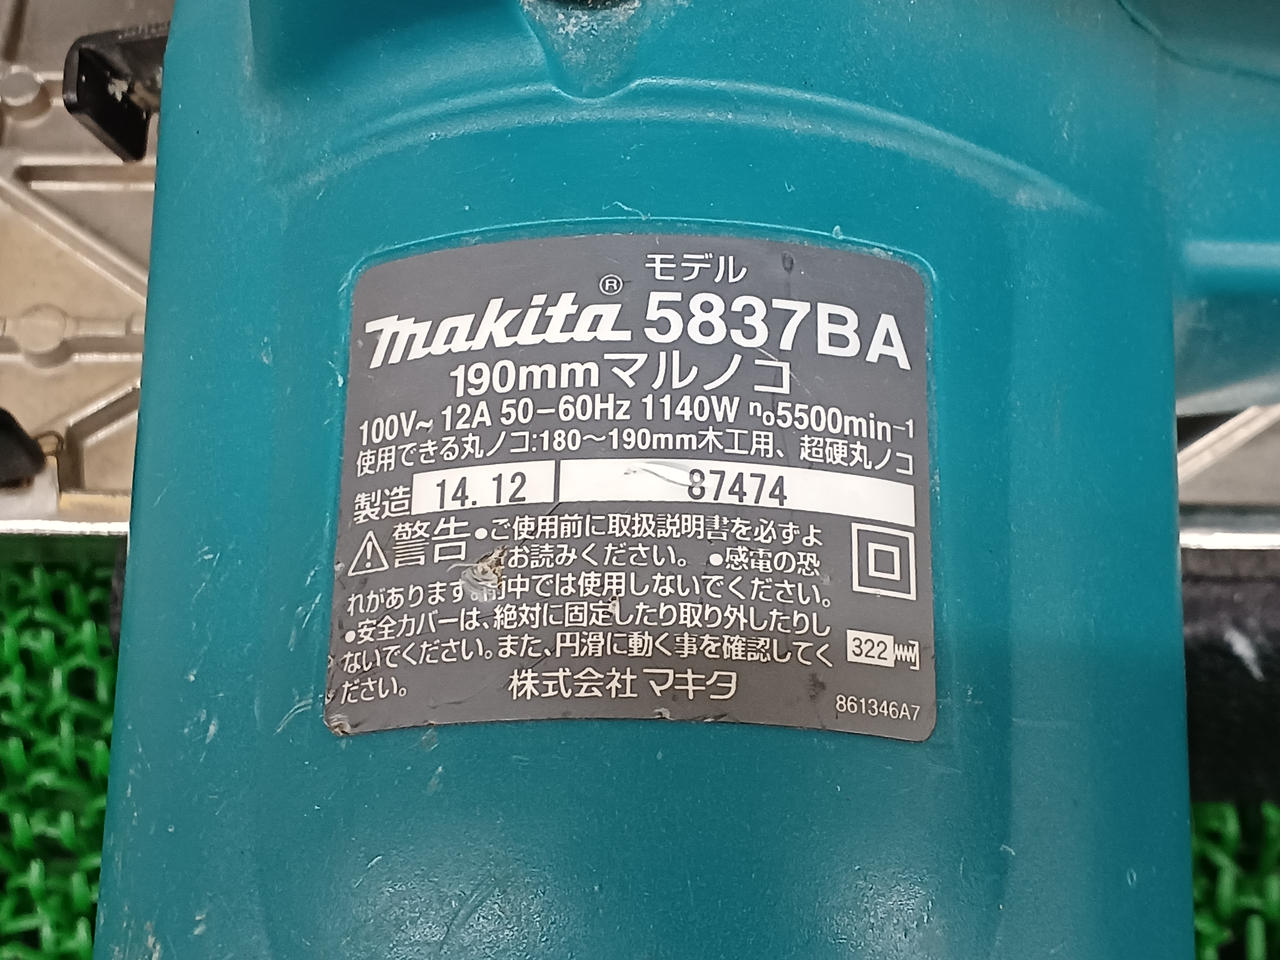 モデル
makita® 5837BA
190mmマルノコ
100V~ 12A 50-60Hz 1140W n₀5500min⁻¹
使用できる丸ノコ:180〜190mm木工用、超硬丸ノコ
製造 14.12 87474
⚠警告 ●ご使用前に取扱説明書を必ずよ
お読みください。 ●感電の恐
れがあります 中では使用しないでください。
●安全カバーは、絶対に固定したり取り外したりし
ないでください。また、円滑に動く事を確認してく
ださい。
322
株式会社マキタ
861346A7